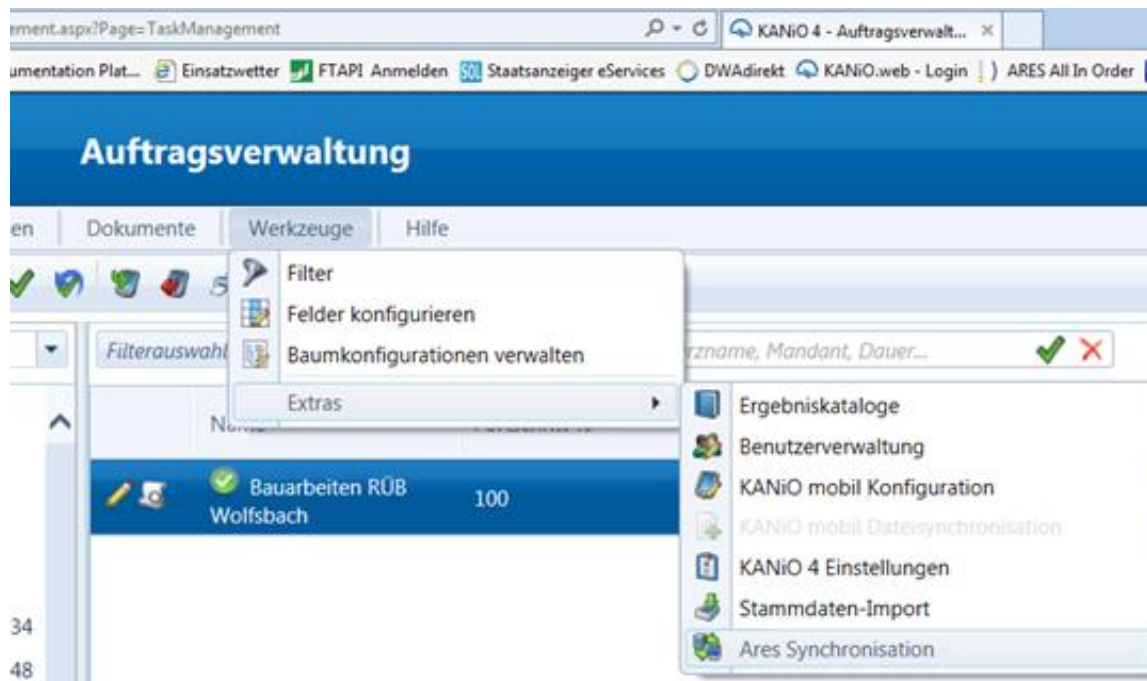 ement.aspx?Page=TaskManagement
KANiO 4 - Auftragsverwalt...
umentation Plat... Einsatzwetter FTAPI Anmelden SOL Staatsanzeiger eServices DWAdirekt KANiO.web - Login ARES All In Order
Auftragsverwaltung
en Dokumente Werkzeuge Hilfe
Filter
Felder konfigurieren
Filterauswahl Baumkonfigurationen verwalten rzname, Mandant, Dauer...
Extras Ergebniskataloge
Name
Benutzerverwaltung
Bauarbeiten RÜB
Wolfsbach 100
KANiO mobil Konfiguration
KANiO mobil Dateisynchronisation
KANiO 4 Einstellungen
34 Stammdaten-Import
48 Ares Synchronisation